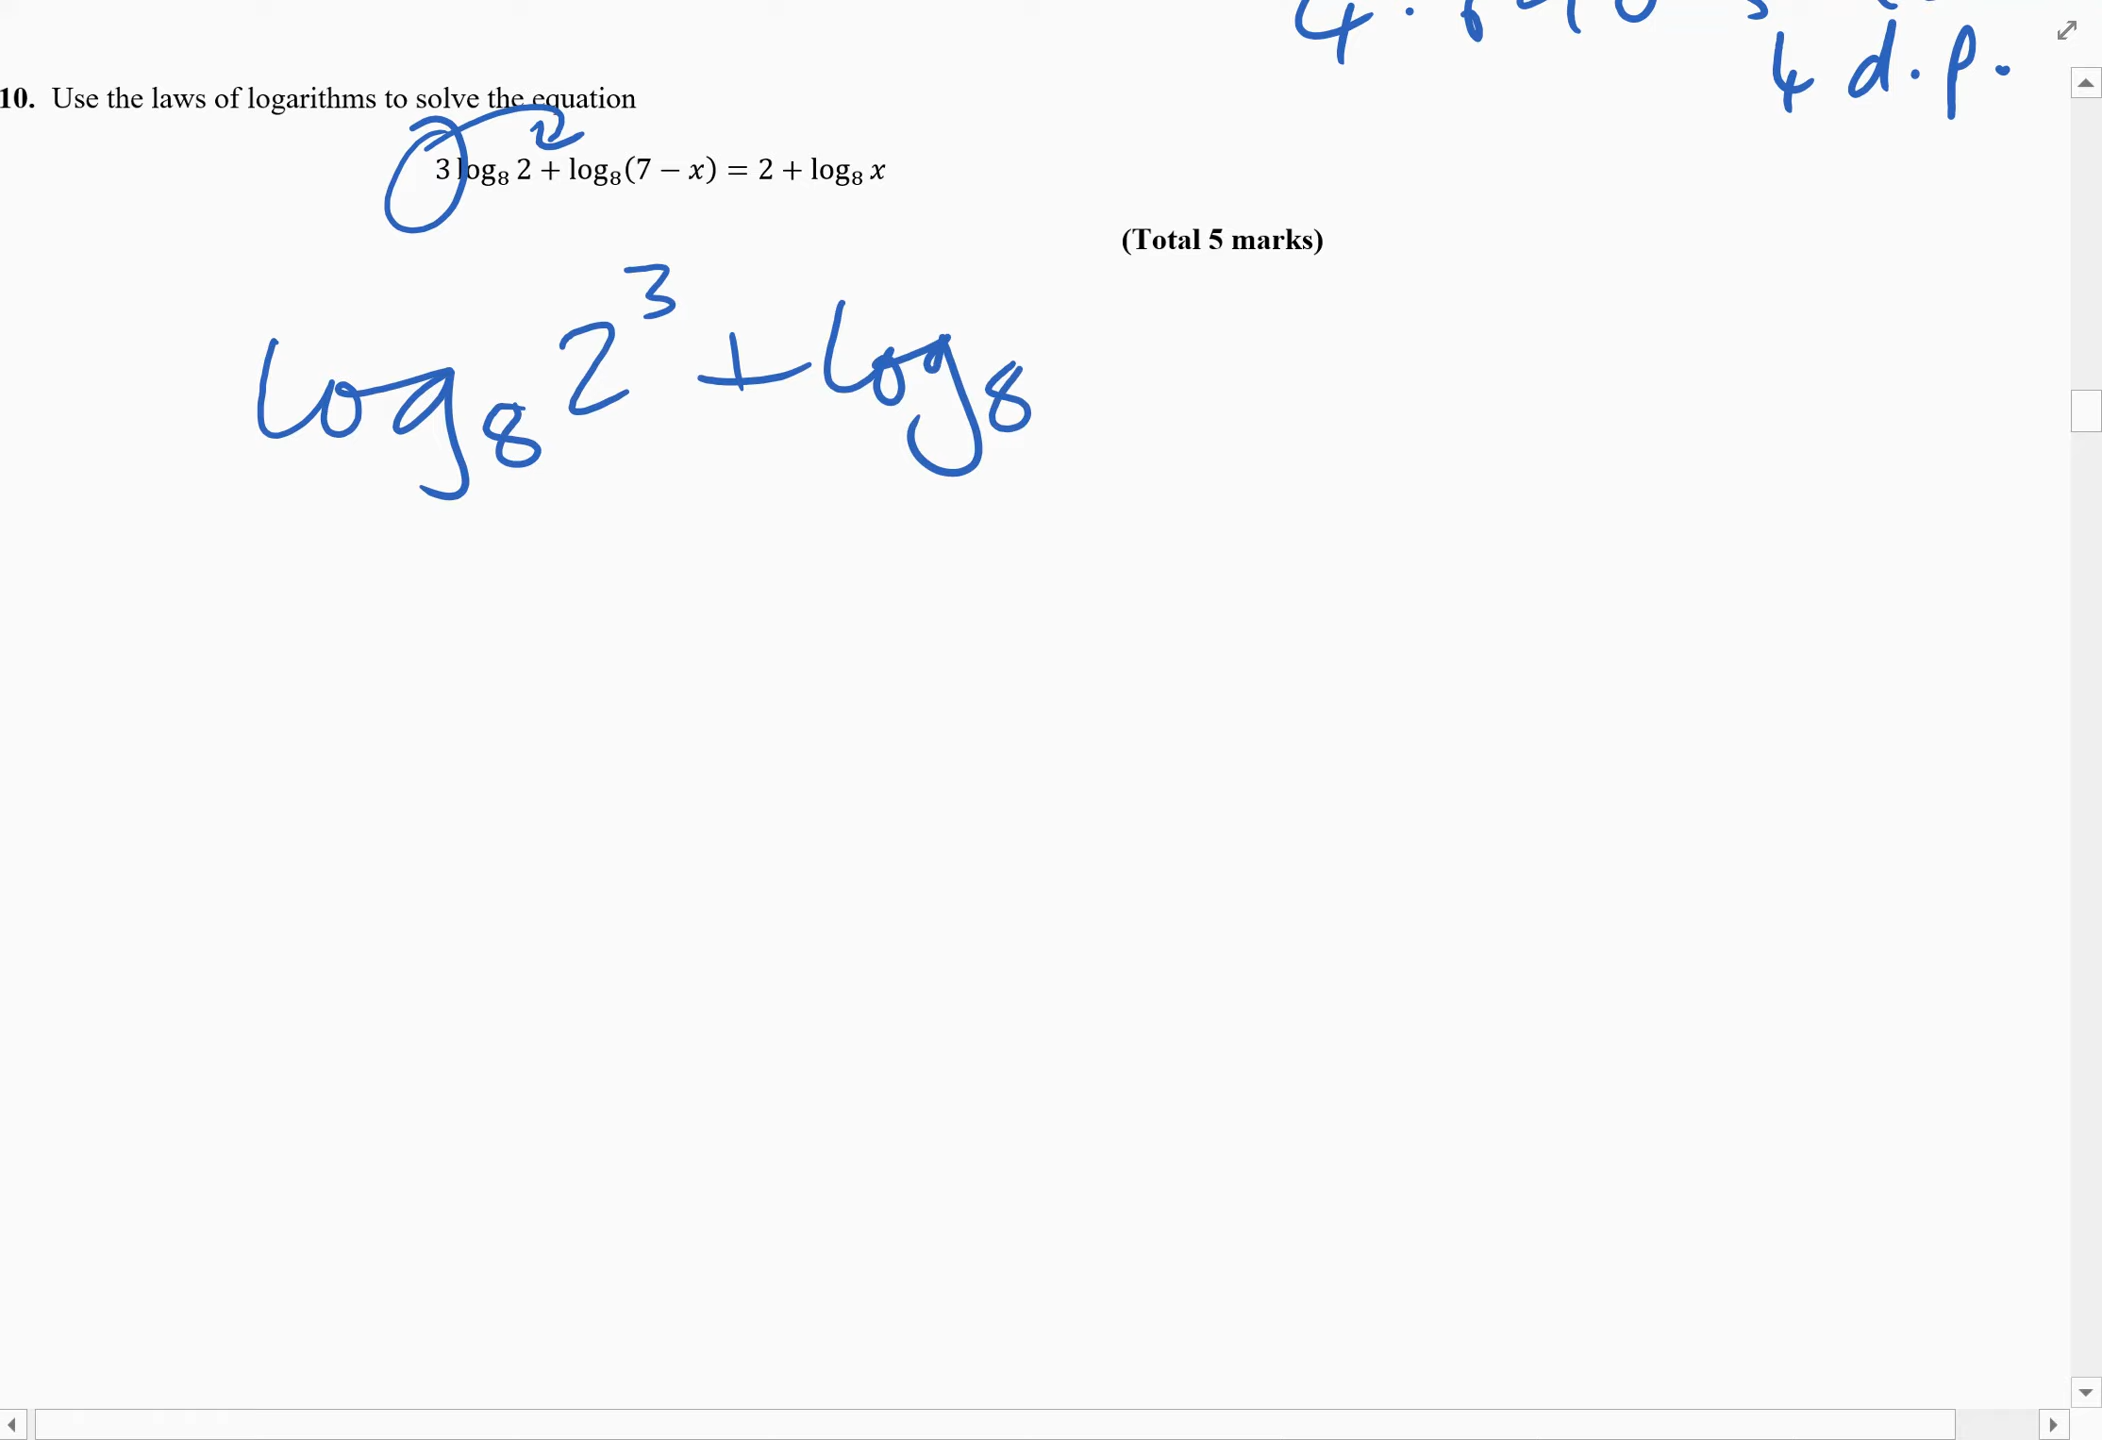 4 d.p.
10. Use the laws of logarithms to solve the equation
3 log₈ 2 + log₈(7 − x) = 2 + log₈ x
(Total 5 marks)
log₈ 2³ + log₈